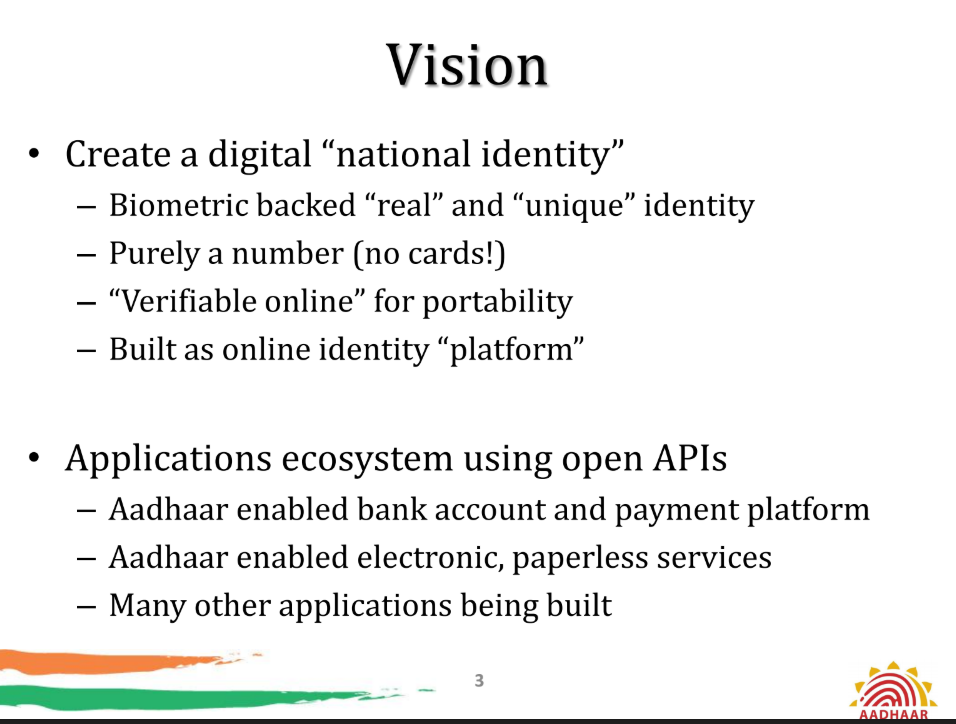 Vision
• Create a digital “national identity”
– Biometric backed “real” and “unique” identity
– Purely a number (no cards!)
– “Verifiable online” for portability
– Built as online identity “platform”
• Applications ecosystem using open APIs
– Aadhaar enabled bank account and payment platform
– Aadhaar enabled electronic, paperless services
– Many other applications being built
3
AADHAAR